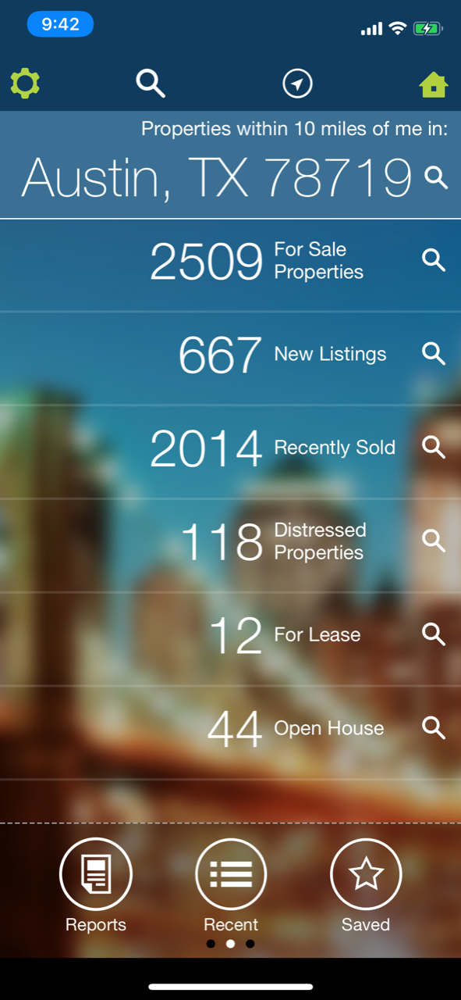 9:42
Properties within 10 miles of me in:
Austin, TX 78719
2509 For Sale
Properties
667 New Listings
2014 Recently Sold
118 Distressed
Properties
12 For Lease
44 Open House
Reports Recent Saved